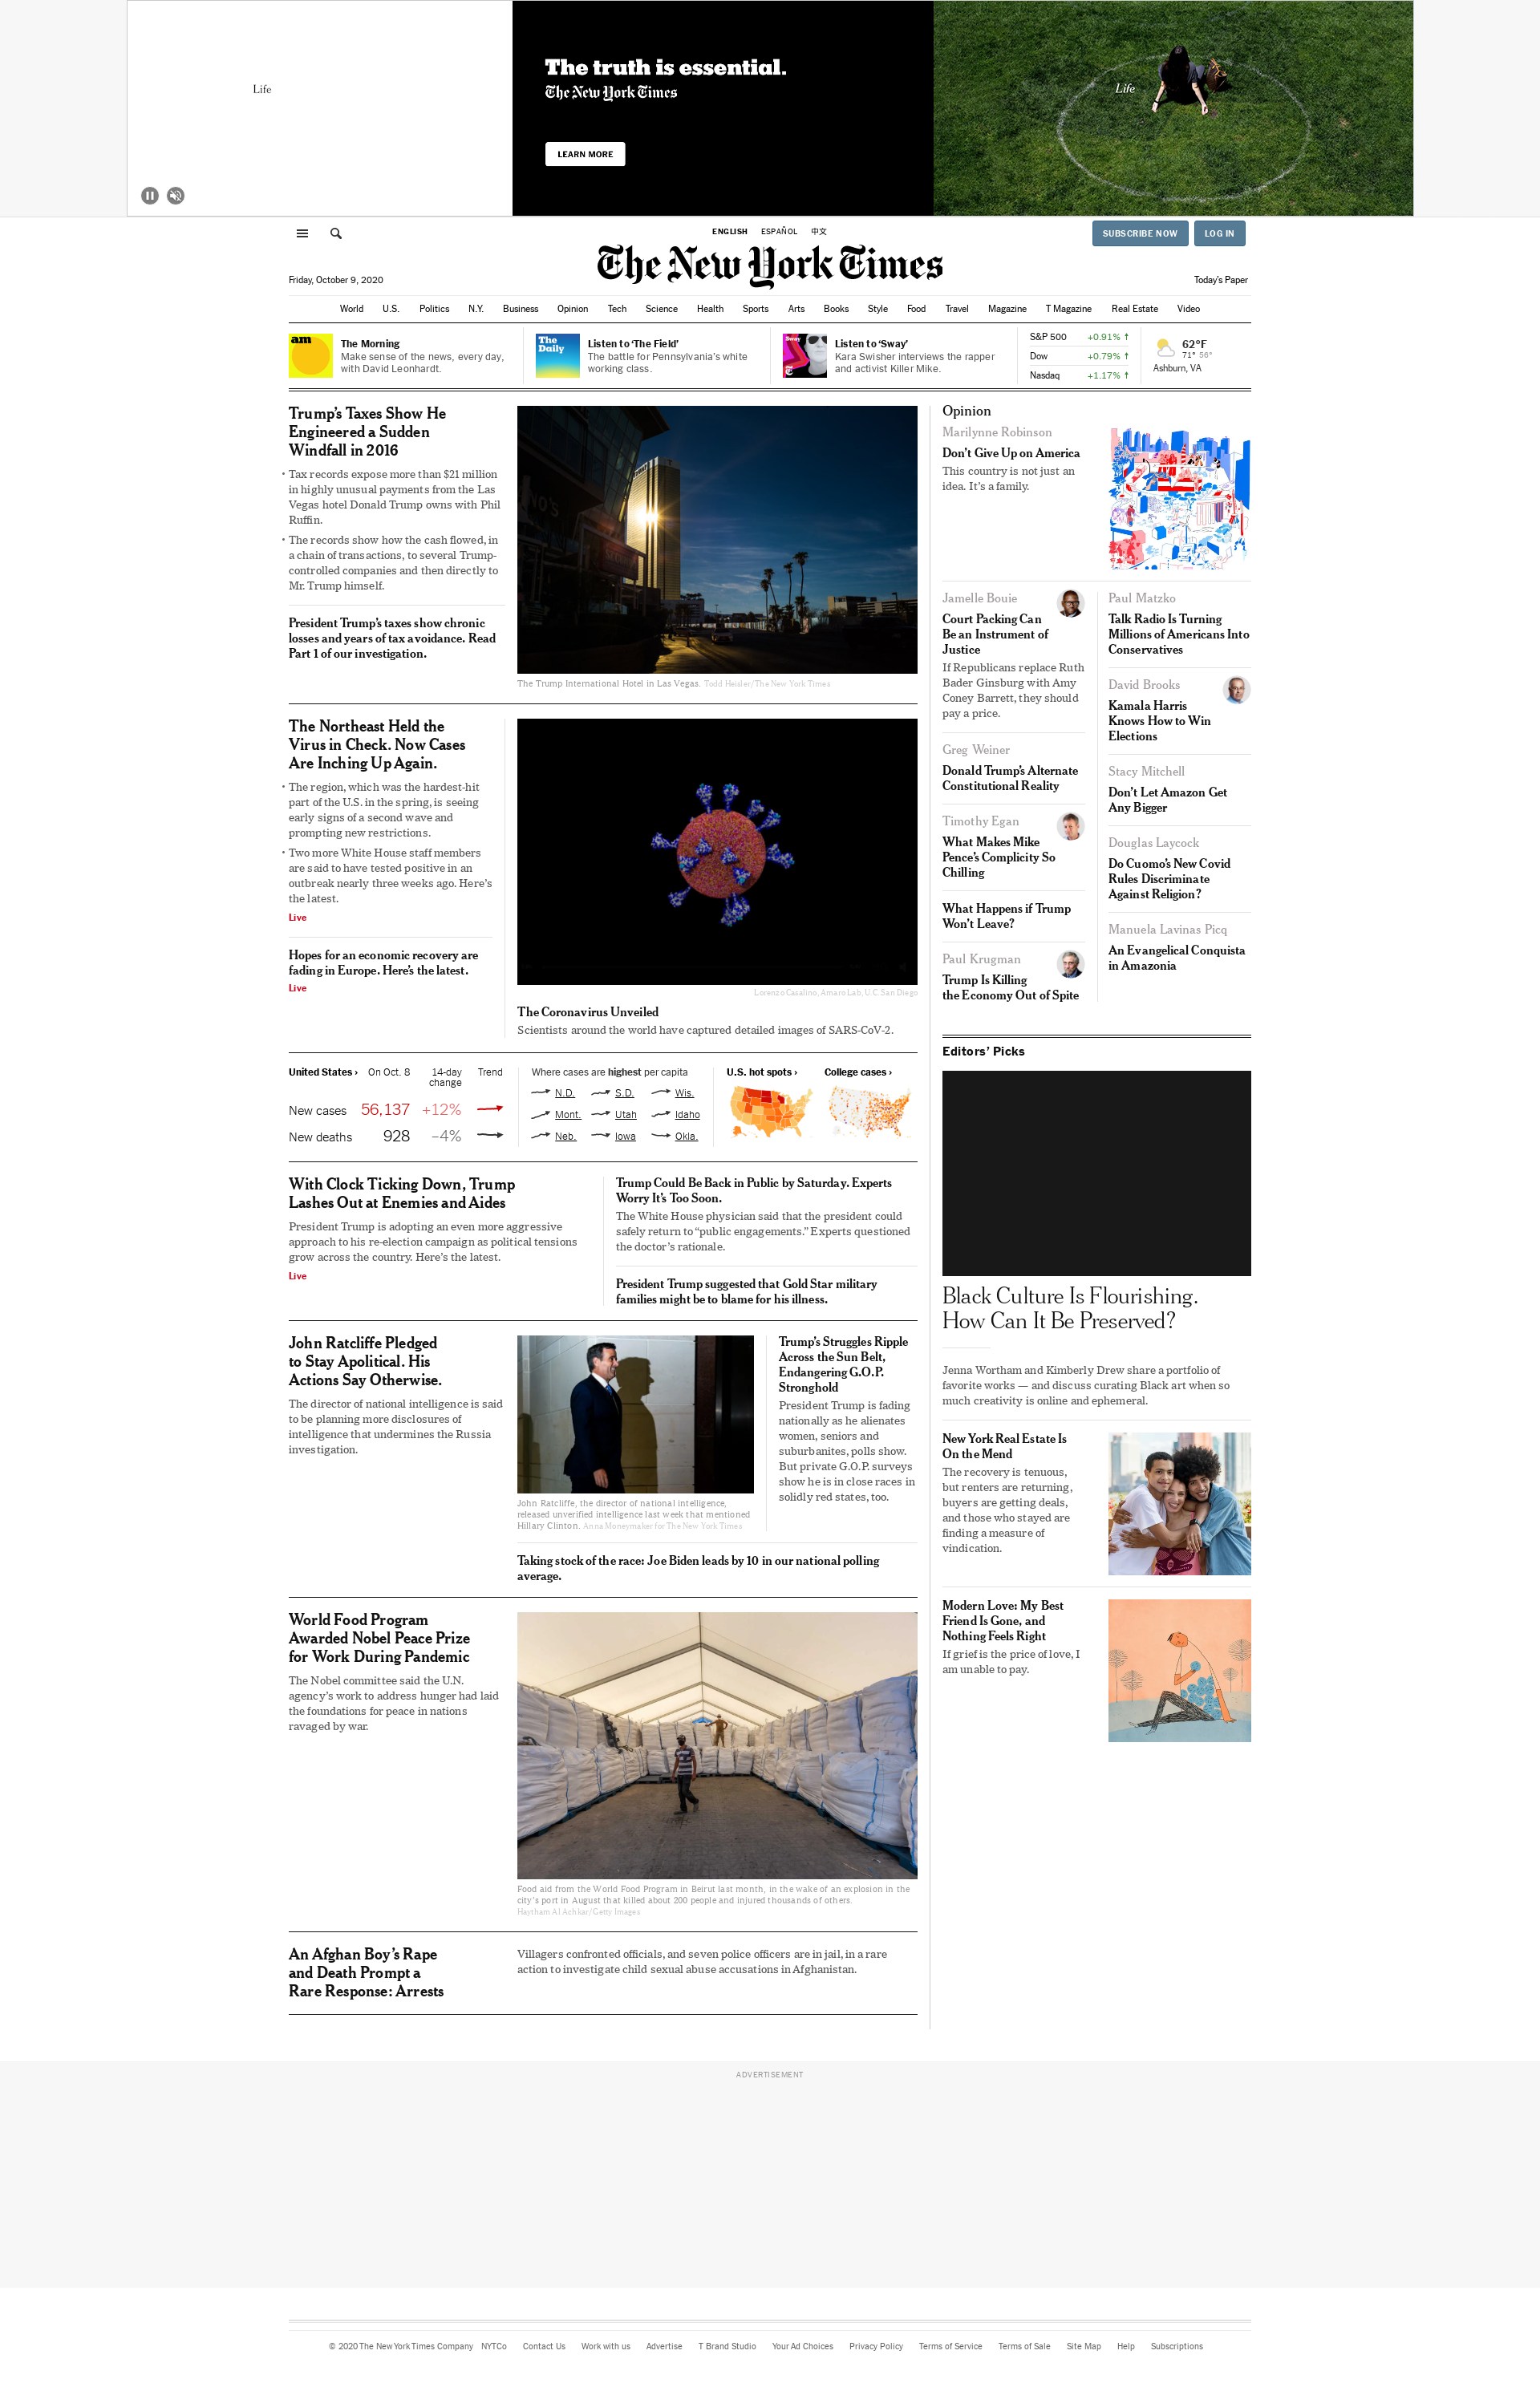 Life
The truth is essential.
The New York Times
LEARN MORE
Life
ENGLISH ESPAÑOL 中文
SUBSCRIBE NOW LOG IN
The New York Times
Friday, October 9, 2020
Today's Paper
World U.S. Politics N.Y. Business Opinion Tech Science Health Sports Arts Books Style Food Travel Magazine T Magazine Real Estate Video
am
The Morning
Make sense of the news, every day,
with David Leonhardt.
The
Daily
Listen to ‘The Field’
The battle for Pennsylvania’s white
working class.
Sway
Listen to ‘Sway’
Kara Swisher interviews the rapper
and activist Killer Mike.
S&P 500 +0.91% ↑
Dow +0.79% ↑
Nasdaq +1.17% ↑
62°F
71° 56°
Ashburn, VA
Trump’s Taxes Show He
Engineered a Sudden
Windfall in 2016
• Tax records expose more than $21 million
in highly unusual payments from the Las
Vegas hotel Donald Trump owns with Phil
Ruffin.
• The records show how the cash flowed, in
a chain of transactions, to several Trump-
controlled companies and then directly to
Mr. Trump himself.
President Trump’s taxes show chronic
losses and years of tax avoidance. Read
Part 1 of our investigation.
The Trump International Hotel in Las Vegas. Todd Heisler/The New York Times
The Northeast Held the
Virus in Check. Now Cases
Are Inching Up Again.
• The region, which was the hardest-hit
part of the U.S. in the spring, is seeing
early signs of a second wave and
prompting new restrictions.
• Two more White House staff members
are said to have tested positive in an
outbreak nearly three weeks ago. Here’s
the latest.
Live
Hopes for an economic recovery are
fading in Europe. Here’s the latest.
Live
Lorenzo Casalino, Amaro Lab, U.C. San Diego
The Coronavirus Unveiled
Scientists around the world have captured detailed images of SARS-CoV-2.
United States › On Oct. 8 14-day
change Trend
New cases 56,137 +12%
New deaths 928 –4%
Where cases are highest per capita
N.D. S.D. Wis.
Mont. Utah Idaho
Neb. Iowa Okla.
U.S. hot spots ›
College cases ›
With Clock Ticking Down, Trump
Lashes Out at Enemies and Aides
President Trump is adopting an even more aggressive
approach to his re-election campaign as political tensions
grow across the country. Here’s the latest.
Live
Trump Could Be Back in Public by Saturday. Experts
Worry It’s Too Soon.
The White House physician said that the president could
safely return to “public engagements.” Experts questioned
the doctor’s rationale.
President Trump suggested that Gold Star military
families might be to blame for his illness.
John Ratcliffe Pledged
to Stay Apolitical. His
Actions Say Otherwise.
The director of national intelligence is said
to be planning more disclosures of
intelligence that undermines the Russia
investigation.
John Ratcliffe, the director of national intelligence,
released unverified intelligence last week that mentioned
Hillary Clinton. Anna Moneymaker for The New York Times
Trump’s Struggles Ripple
Across the Sun Belt,
Endangering G.O.P.
Stronghold
President Trump is fading
nationally as he alienates
women, seniors and
suburbanites, polls show.
But private G.O.P. surveys
show he is in close races in
solidly red states, too.
Taking stock of the race: Joe Biden leads by 10 in our national polling
average.
World Food Program
Awarded Nobel Peace Prize
for Work During Pandemic
The Nobel committee said the U.N.
agency’s work to address hunger had laid
the foundations for peace in nations
ravaged by war.
Food aid from the World Food Program in Beirut last month, in the wake of an explosion in the
city’s port in August that killed about 200 people and injured thousands of others.
Haytham Al Achkar/Getty Images
An Afghan Boy’s Rape
and Death Prompt a
Rare Response: Arrests
Villagers confronted officials, and seven police officers are in jail, in a rare
action to investigate child sexual abuse accusations in Afghanistan.
Opinion
Marilynne Robinson
Don’t Give Up on America
This country is not just an
idea. It’s a family.
Jamelle Bouie
Court Packing Can
Be an Instrument of
Justice
If Republicans replace Ruth
Bader Ginsburg with Amy
Coney Barrett, they should
pay a price.
Greg Weiner
Donald Trump’s Alternate
Constitutional Reality
Timothy Egan
What Makes Mike
Pence’s Complicity So
Chilling
What Happens if Trump
Won’t Leave?
Paul Krugman
Trump Is Killing
the Economy Out of Spite
Paul Matzko
Talk Radio Is Turning
Millions of Americans Into
Conservatives
David Brooks
Kamala Harris
Knows How to Win
Elections
Stacy Mitchell
Don’t Let Amazon Get
Any Bigger
Douglas Laycock
Do Cuomo’s New Covid
Rules Discriminate
Against Religion?
Manuela Lavinas Picq
An Evangelical Conquista
in Amazonia
Editors’ Picks
Black Culture Is Flourishing.
How Can It Be Preserved?
Jenna Wortham and Kimberly Drew share a portfolio of
favorite works — and discuss curating Black art when so
much creativity is online and ephemeral.
New York Real Estate Is
On the Mend
The recovery is tenuous,
but renters are returning,
buyers are getting deals,
and those who stayed are
finding a measure of
vindication.
Modern Love: My Best
Friend Is Gone, and
Nothing Feels Right
If grief is the price of love, I
am unable to pay.
ADVERTISEMENT
© 2020 The New York Times Company NYTCo Contact Us Work with us Advertise T Brand Studio Your Ad Choices Privacy Policy Terms of Service Terms of Sale Site Map Help Subscriptions